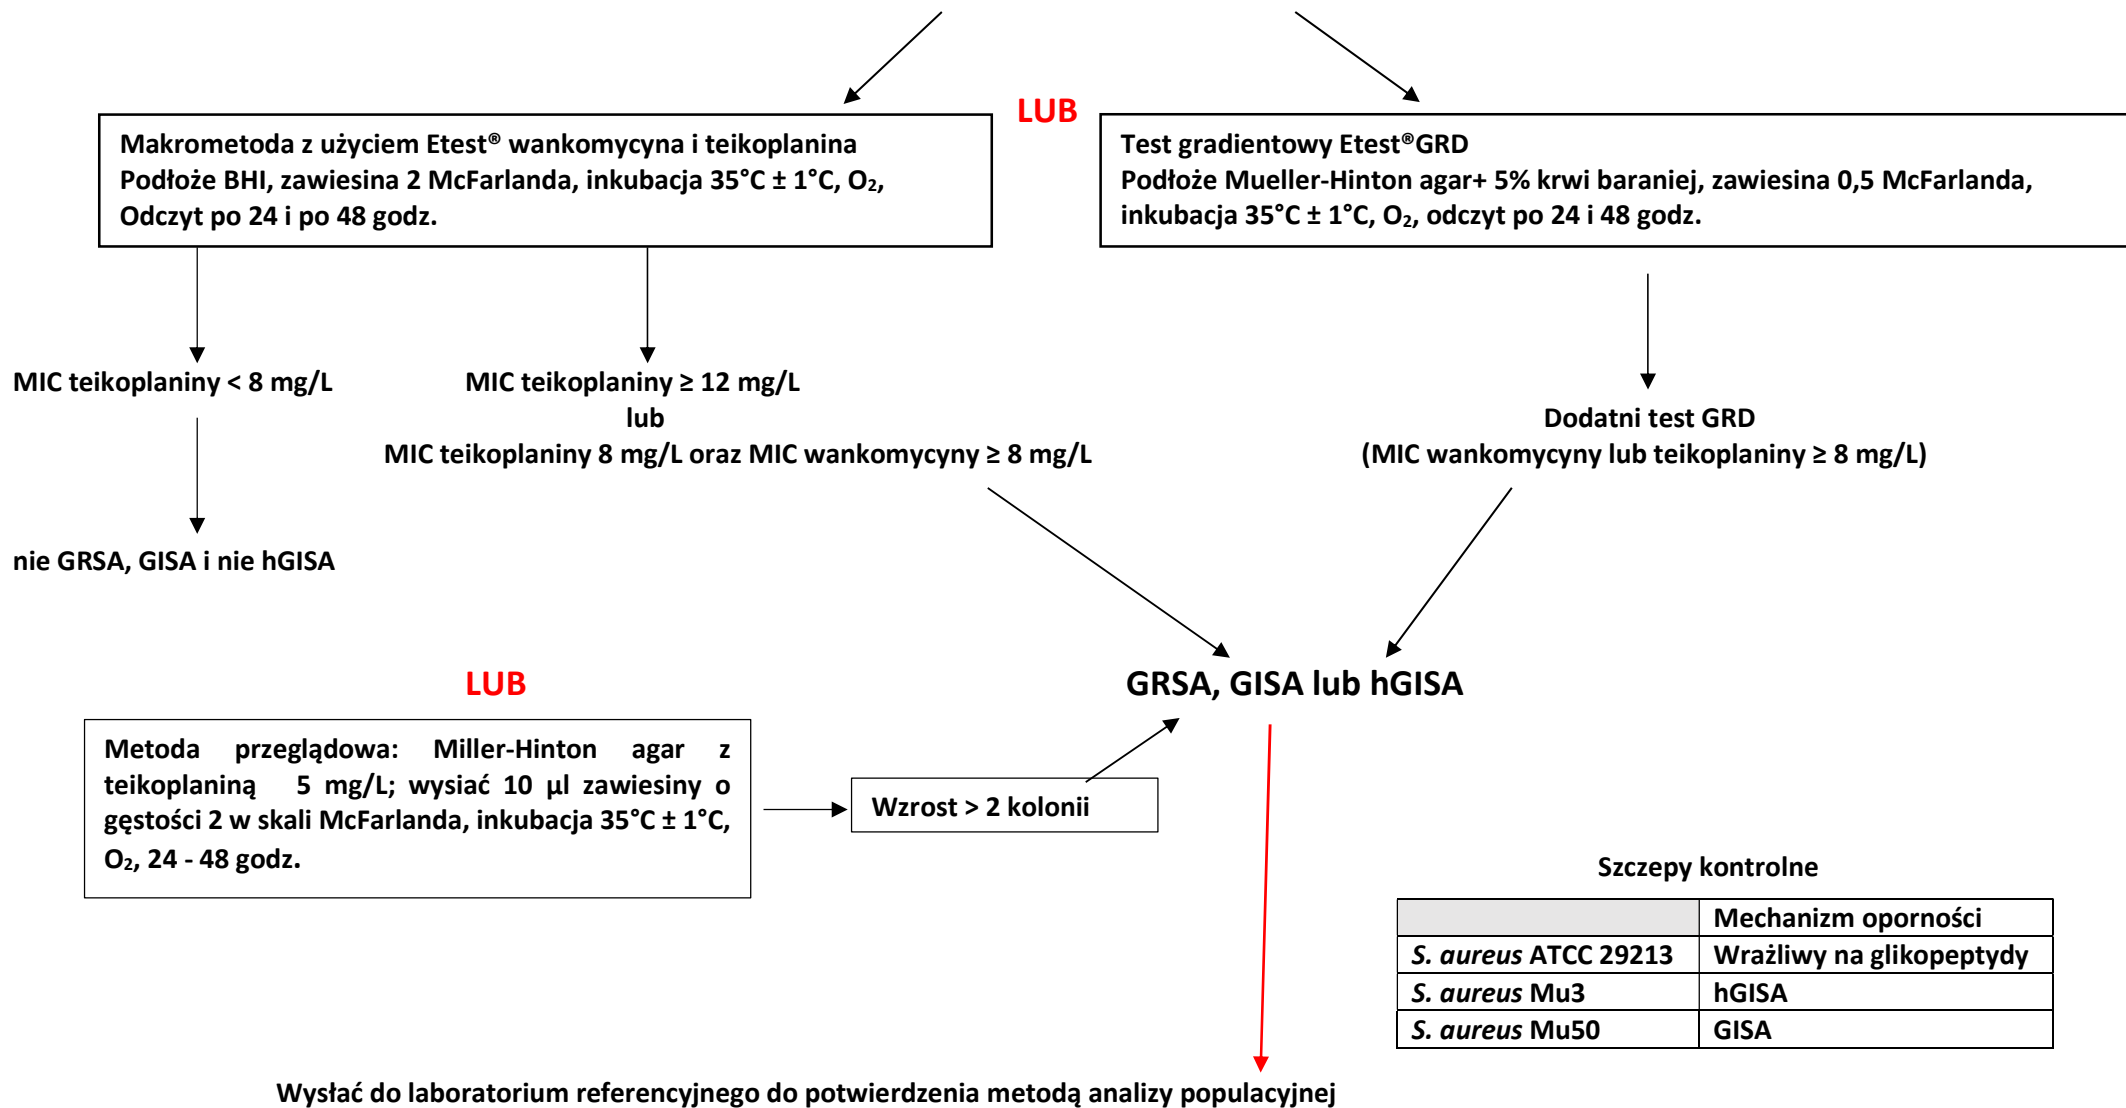 LUB
Makrometoda z użyciem Etest® wankomycyna i teikoplanina
Podłoże BHI, zawiesina 2 McFarlanda, inkubacja 35°C ± 1°C, O₂,
Odczyt po 24 i po 48 godz.
Test gradientowy Etest®GRD
Podłoże Mueller-Hinton agar+ 5% krwi baraniej, zawiesina 0,5 McFarlanda,
inkubacja 35°C ± 1°C, O₂, odczyt po 24 i 48 godz.
MIC teikoplaniny < 8 mg/L
MIC teikoplaniny ≥ 12 mg/L
lub
MIC teikoplaniny 8 mg/L oraz MIC wankomycyny ≥ 8 mg/L
Dodatni test GRD
(MIC wankomycyny lub teikoplaniny ≥ 8 mg/L)
nie GRSA, GISA i nie hGISA
GRSA, GISA lub hGISA
LUB
Metoda przeglądowa: Miller-Hinton agar z
teikoplaniną 5 mg/L; wysiać 10 µl zawiesiny o
gęstości 2 w skali McFarlanda, inkubacja 35°C ± 1°C,
O₂, 24 - 48 godz.
Wzrost > 2 kolonii
Szczepy kontrolne
Mechanizm oporności
S. aureus ATCC 29213 Wrażliwy na glikopeptydy
S. aureus Mu3 hGISA
S. aureus Mu50 GISA
Wysłać do laboratorium referencyjnego do potwierdzenia metodą analizy populacyjnej